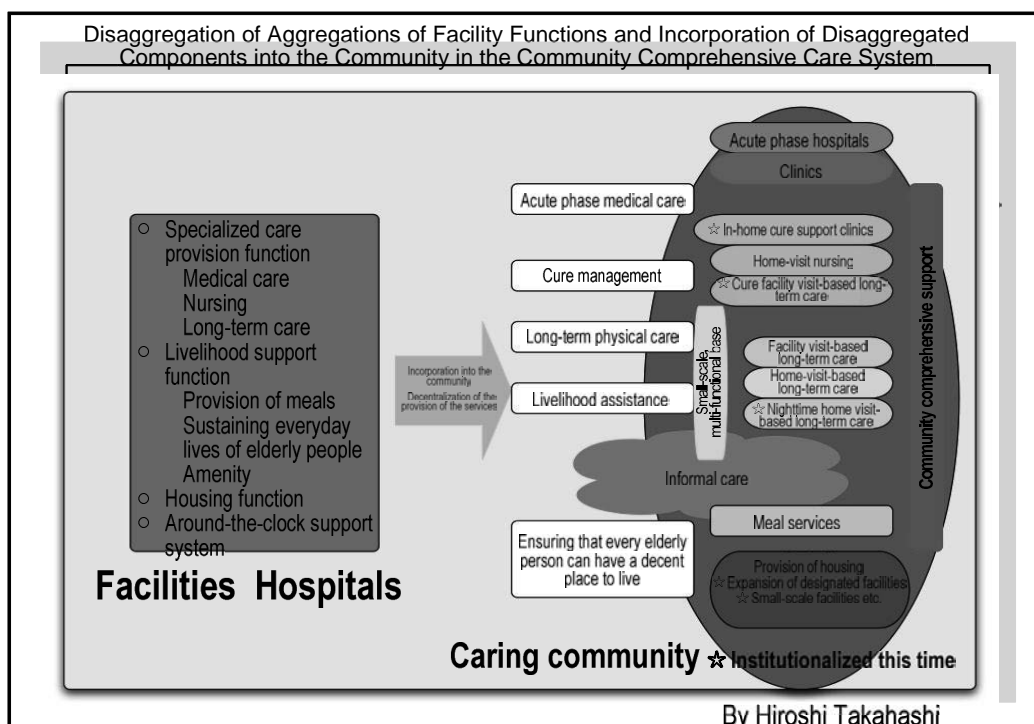 Disaggregation of Aggregations of Facility Functions and Incorporation of Disaggregated
Components into the Community in the Community Comprehensive Care System
○ Specialized care
provision function
Medical care
Nursing
Long-term care
○ Livelihood support
function
Provision of meals
Sustaining everyday
lives of elderly people
Amenity
○ Housing function
○ Around-the-clock support
system
Facilities Hospitals
Incorporation into the
community
Decentralization of the
provision of the services
Acute phase medical care
Cure management
Long-term physical care
Livelihood assistance
Ensuring that every elderly
person can have a decent
place to live
Acute phase hospitals
Clinics
☆ In-home cure support clinics
Home-visit nursing
☆ Cure facility visit-based long-
term care
Small-scale,
multi-functional base
Facility visit-based
long-term care
Home-visit-based
long-term care
☆ Nighttime home visit-
based long-term care
Informal care
Meal services
Provision of housing
☆ Expansion of designated facilities
☆ Small-scale facilities etc.
Community comprehensive support
Caring community ☆ Institutionalized this time
By Hiroshi Takahashi